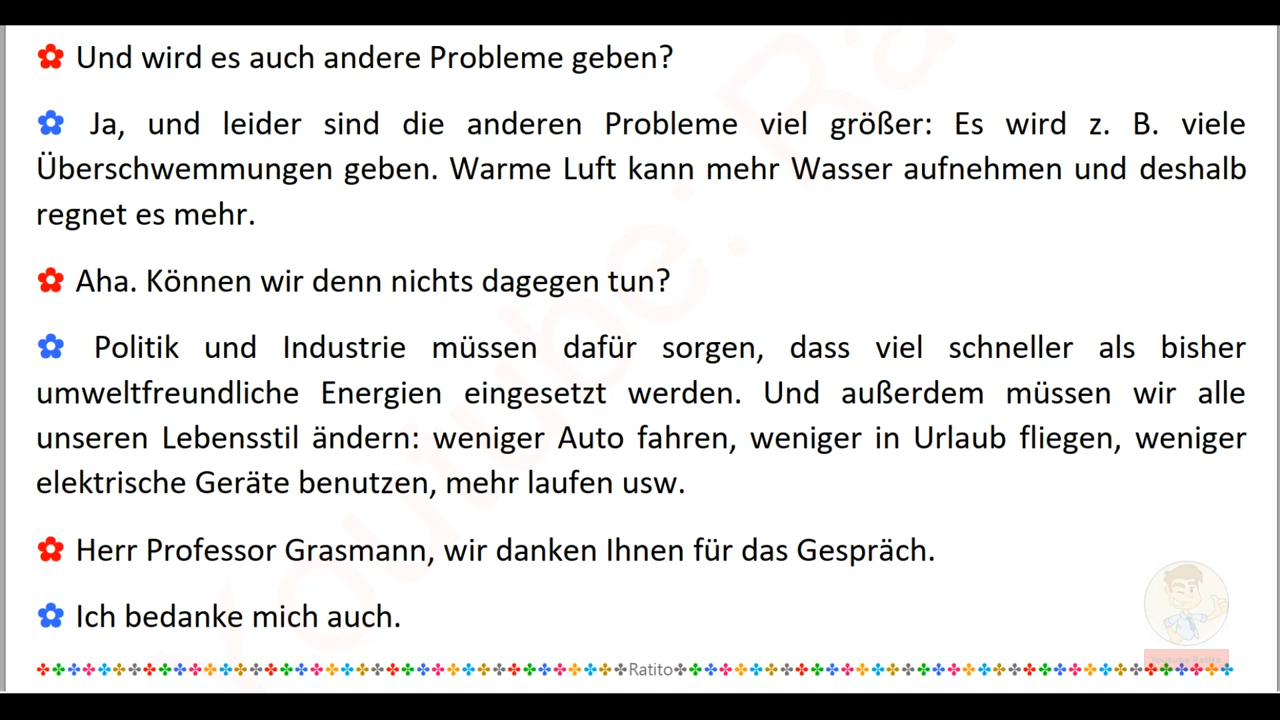 Und wird es auch andere Probleme geben?
Ja, und leider sind die anderen Probleme viel größer: Es wird z. B. viele
Überschwemmungen geben. Warme Luft kann mehr Wasser aufnehmen und deshalb
regnet es mehr.
Aha. Können wir denn nichts dagegen tun?
Politik und Industrie müssen dafür sorgen, dass viel schneller als bisher
umweltfreundliche Energien eingesetzt werden. Und außerdem müssen wir alle
unseren Lebensstil ändern: weniger Auto fahren, weniger in Urlaub fliegen, weniger
elektrische Geräte benutzen, mehr laufen usw.
Herr Professor Grasmann, wir danken Ihnen für das Gespräch.
Ich bedanke mich auch.
Ratito
Youtube: Ra
Youtube Ratito